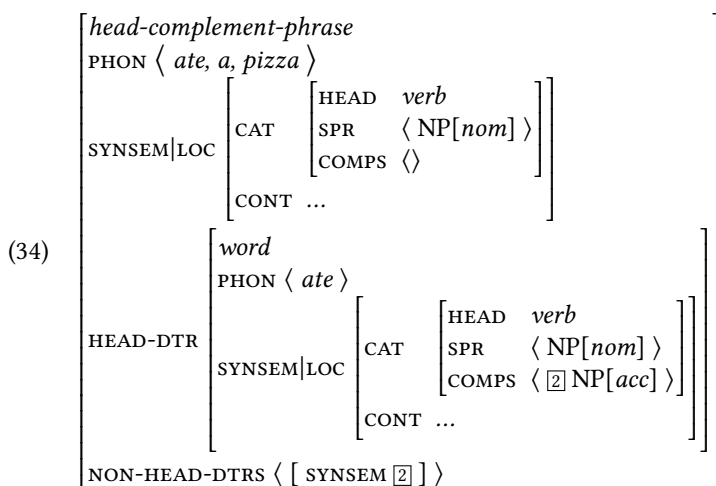 head-complement-phrase
PHON ⟨ ate, a, pizza ⟩
HEAD verb
CAT SPR ⟨ NP[nom] ⟩
SYNSEM|LOC COMPS ⟨⟩
CONT ...
(34)
word
PHON ⟨ ate ⟩
HEAD verb
HEAD-DTR CAT SPR ⟨ NP[nom] ⟩
SYNSEM|LOC COMPS ⟨ 2 NP[acc] ⟩
CONT ...
NON-HEAD-DTRS ⟨ [ SYNSEM 2 ] ⟩